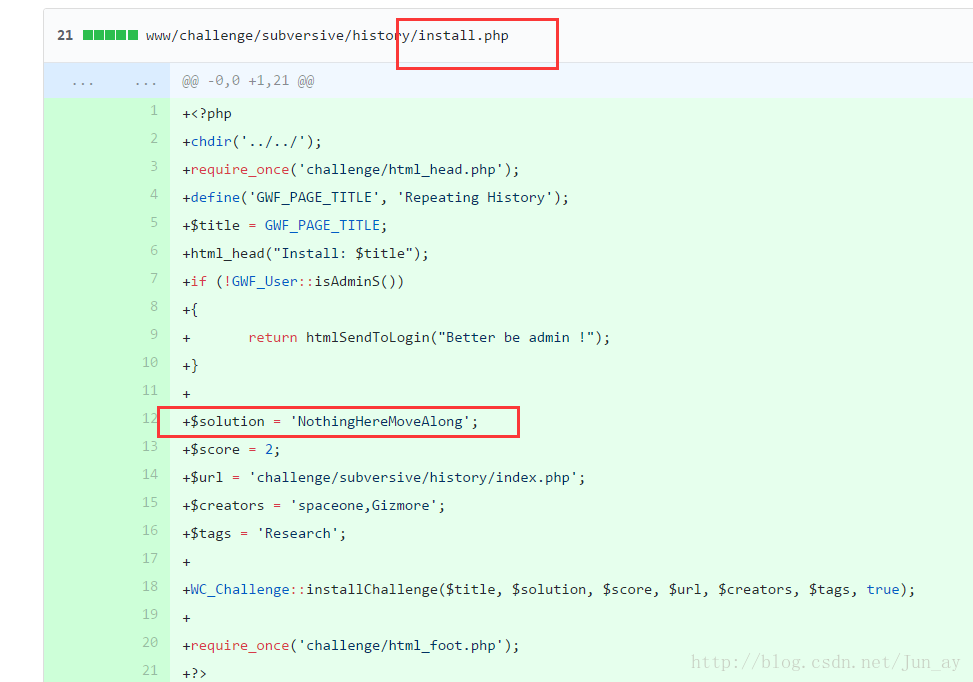 21 www/challenge/subversive/history/install.php
... ... @@ -0,0 +1,21 @@
1 +<?php
2 +chdir('../../');
3 +require_once('challenge/html_head.php');
4 +define('GWF_PAGE_TITLE', 'Repeating History');
5 +$title = GWF_PAGE_TITLE;
6 +html_head("Install: $title");
7 +if (!GWF_User::isAdminS())
8 +{
9 + return htmlSendToLogin("Better be admin !");
10 +}
11 +
12 +$solution = 'NothingHereMoveAlong';
13 +$score = 2;
14 +$url = 'challenge/subversive/history/index.php';
15 +$creators = 'spaceone,Gizmore';
16 +$tags = 'Research';
17 +
18 +WC_Challenge::installChallenge($title, $solution, $score, $url, $creators, $tags, true);
19 +
20 +require_once('challenge/html_foot.php');
21 +?>
http://blog.csdn.net/Jun_ay